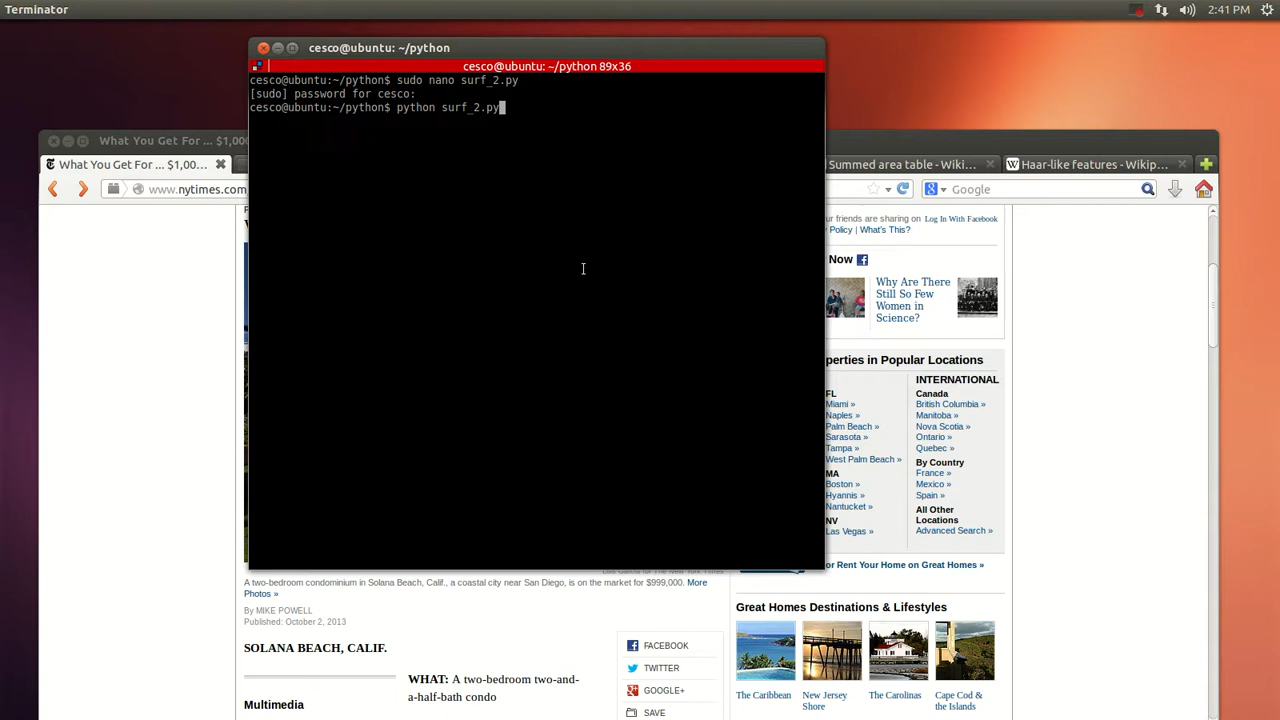 Terminator
2:41 PM
cesco@ubuntu: ~/python
cesco@ubuntu: ~/python 89x36
cesco@ubuntu:~/python$ sudo nano surf_2.py
[sudo] password for cesco:
cesco@ubuntu:~/python$ python surf_2.py
What You Get For ... $1,000
What You Get For ... $1,00...
Summed area table - Wiki...
Haar-like features - Wikip...
www.nytimes.com
Google
ur friends are sharing on Log In With Facebook
Policy | What's This?
Now
Why Are There
Still So Few
Women in
Science?
perties in Popular Locations
FL
Miami »
Naples »
Palm Beach »
Sarasota »
Tampa »
West Palm Beach »
MA
Boston »
Hyannis »
Nantucket »
NV
Las Vegas »
INTERNATIONAL
Canada
British Columbia »
Manitoba »
Nova Scotia »
Ontario »
Quebec »
By Country
France »
Mexico »
Spain »
All Other
Locations
Advanced Search »
or Rent Your Home on Great Homes »
A two-bedroom condominium in Solana Beach, Calif., a coastal city near San Diego, is on the market for $999,000. More
Photos »
By MIKE POWELL
Published: October 2, 2013
SOLANA BEACH, CALIF.
Multimedia
WHAT: A two-bedroom two-and-
a-half-bath condo
FACEBOOK
TWITTER
GOOGLE+
SAVE
Great Homes Destinations & Lifestyles
The Caribbean
New Jersey
Shore
The Carolinas
Cape Cod &
the Islands